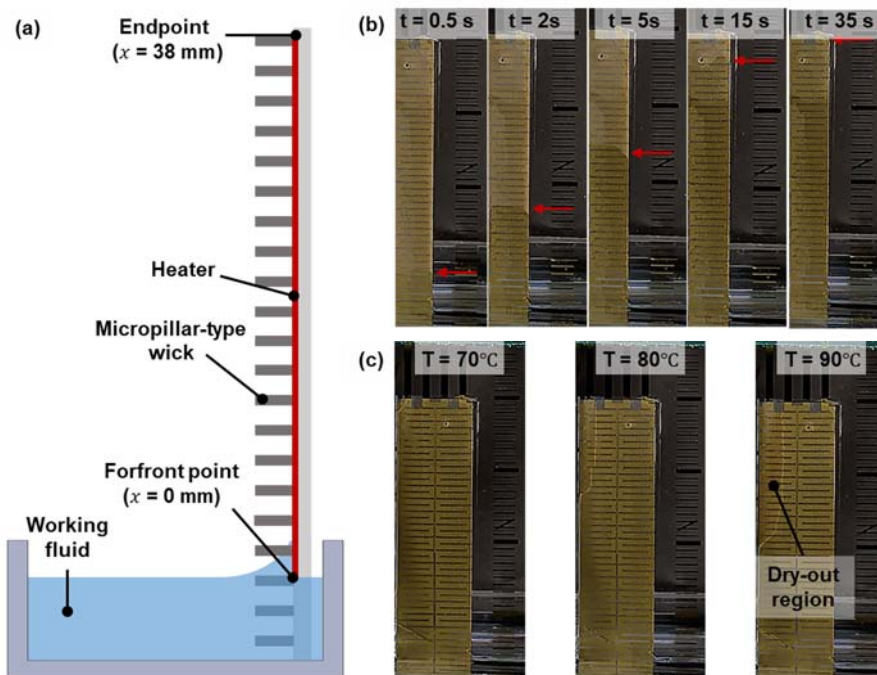 (a)
Endpoint
(x = 38 mm)
Heater
Micropillar-type
wick
Forfront point
(x = 0 mm)
Working
fluid
(b)
t = 0.5 s
t = 2s
t = 5s
t = 15 s
t = 35 s
(c)
T = 70℃
T = 80℃
T = 90℃
Dry-out
region